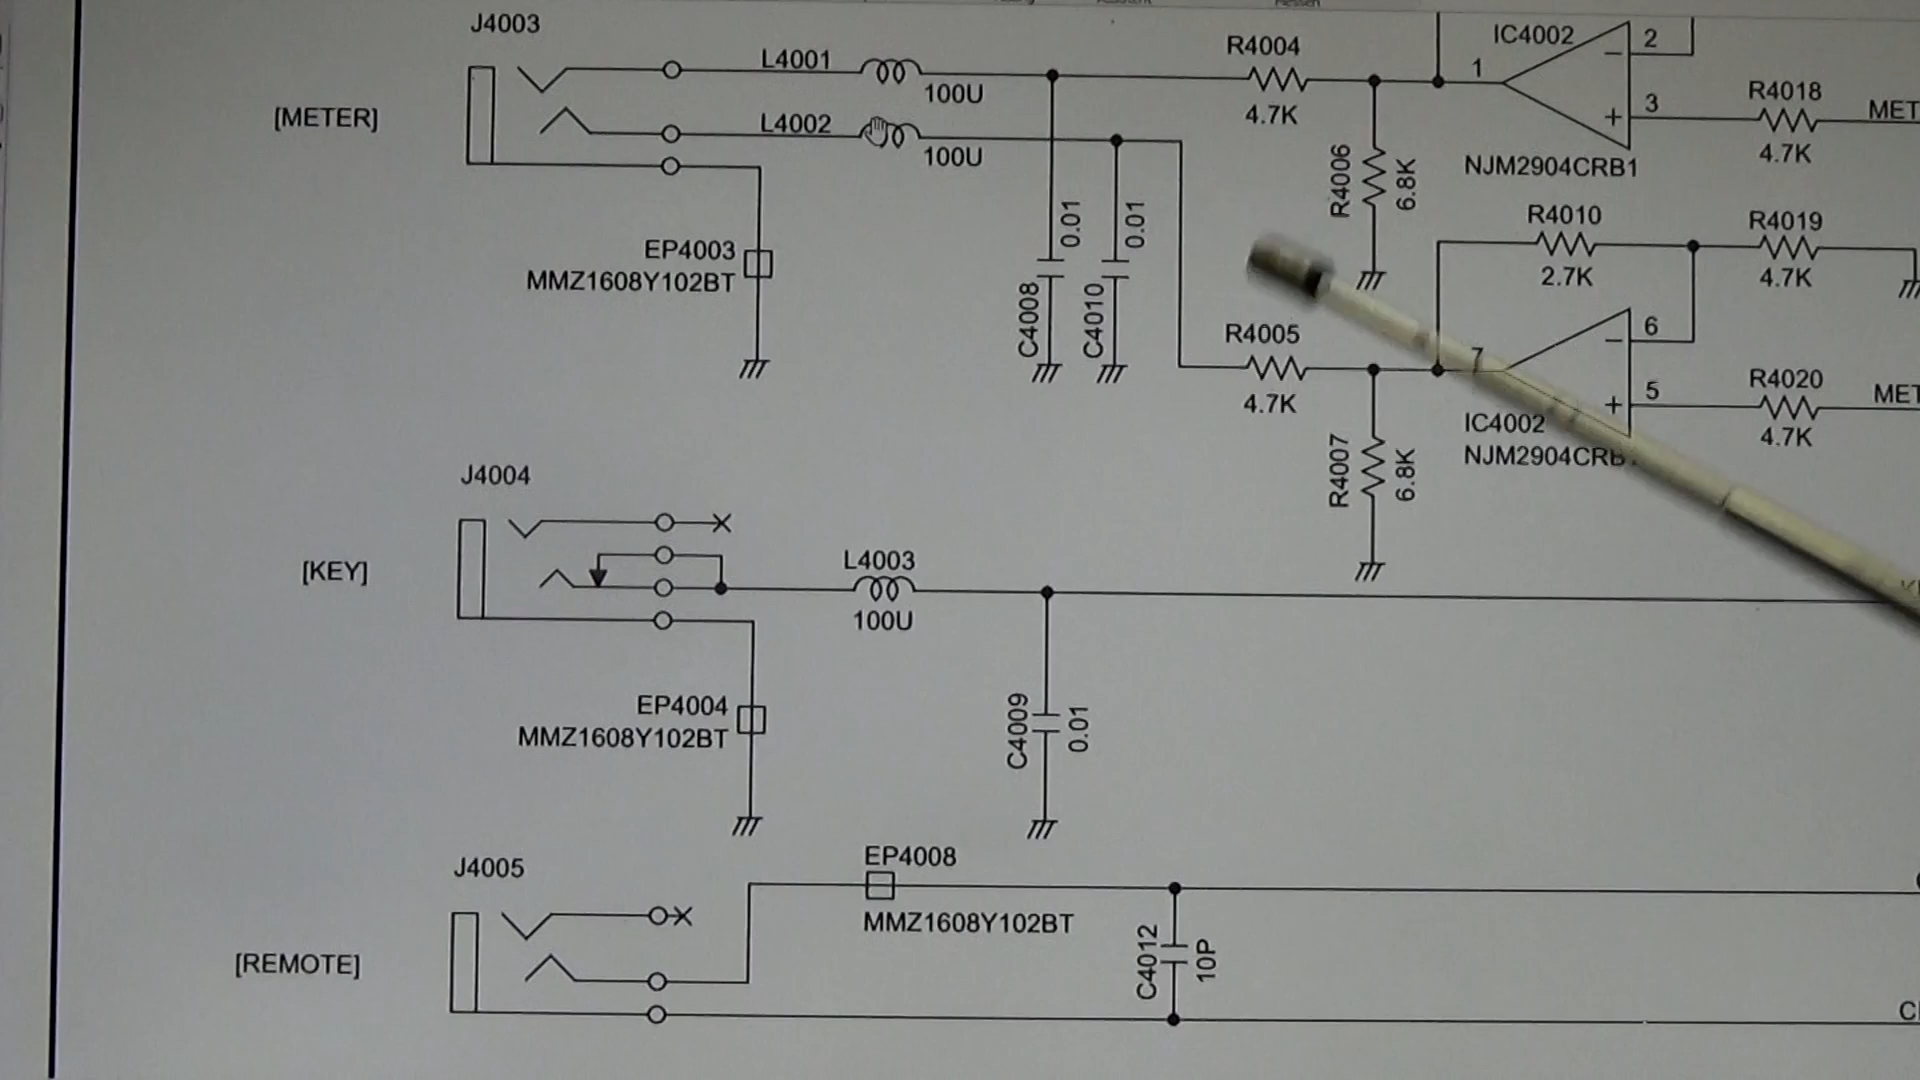 J4003
[METER]
L4001
100U
L4002
100U
EP4003
MMZ1608Y102BT
0.01
C4008
0.01
C4010
R4004
4.7K
R4006
6.8K
1
IC4002
2
-
3
+
NJM2904CRB1
R4018
4.7K
MET
R4010
2.7K
R4019
4.7K
R4005
4.7K
R4007
6.8K
7
6
-
5
+
IC4002
NJM2904CRB
R4020
4.7K
MET
J4004
[KEY]
L4003
100U
EP4004
MMZ1608Y102BT
C4009
0.01
J4005
[REMOTE]
EP4008
MMZ1608Y102BT
C4012
10P